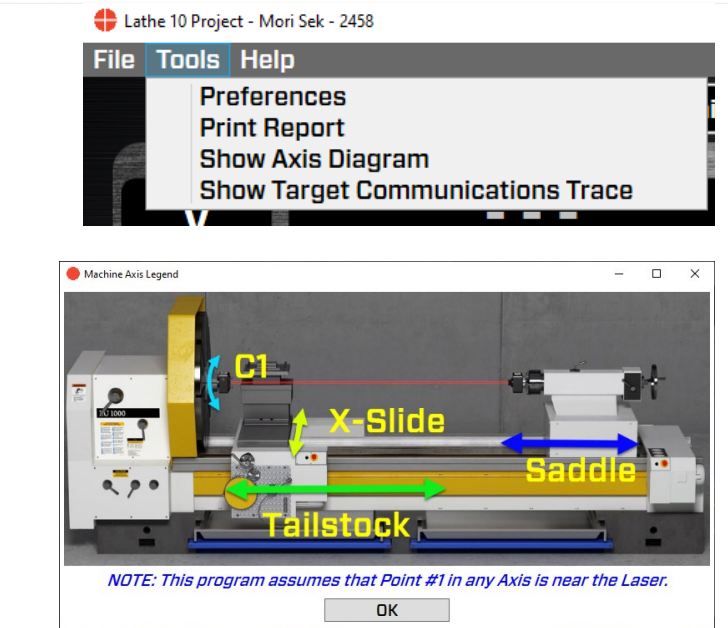 Lathe 10 Project - Mori Sek - 2458
File Tools Help
Preferences
Print Report
Show Axis Diagram
Show Target Communications Trace
Machine Axis Legend
C1
X-Slide
Saddle
Tailstock
NOTE: This program assumes that Point #1 in any Axis is near the Laser.
OK